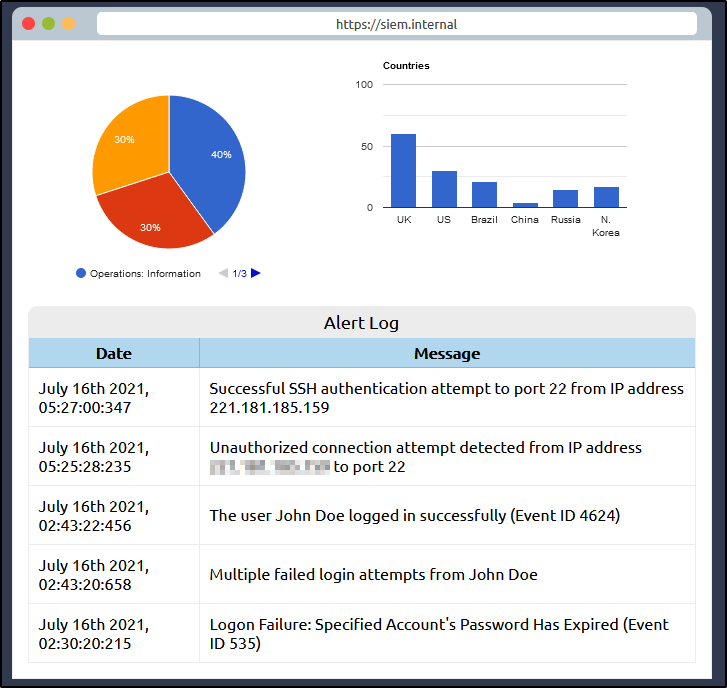 https://siem.internal
30%
40%
30%
Operations: Information
1/3
Countries
100
50
0
UK
US
Brazil
China
Russia
N.
Korea
Alert Log
Date
Message
July 16th 2021,
05:27:00:347
Successful SSH authentication attempt to port 22 from IP address
221.181.185.159
July 16th 2021,
05:25:28:235
Unauthorized connection attempt detected from IP address
to port 22
July 16th 2021,
02:43:22:456
The user John Doe logged in successfully (Event ID 4624)
July 16th 2021,
02:43:20:658
Multiple failed login attempts from John Doe
July 16th 2021,
02:30:20:215
Logon Failure: Specified Account's Password Has Expired (Event
ID 535)